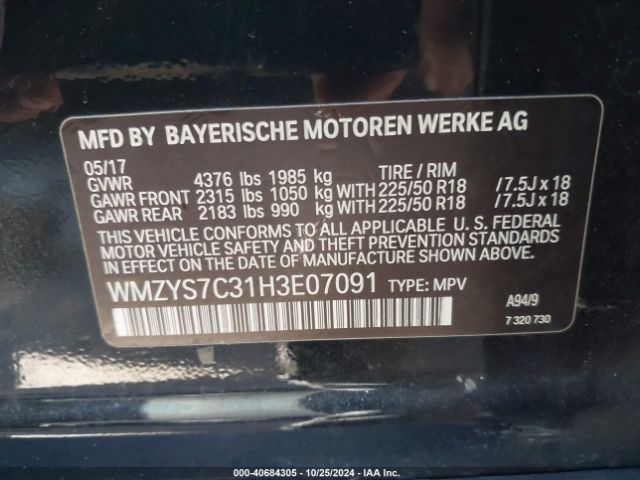 MFD BY BAYERISCHE MOTOREN WERKE AG
05/17 TIRE / RIM
GVWR 4376 lbs 1985 kg
GAWR FRONT 2315 lbs 1050 kg WITH 225/50 R18 /7.5J x 18
GAWR REAR 2183 lbs 990 kg WITH 225/50 R18 /7.5J x 18
THIS VEHICLE CONFORMS TO ALL APPLICABLE U. S. FEDERAL
MOTOR VEHICLE SAFETY AND THEFT PREVENTION STANDARDS
IN EFFECT ON THE DATE OF MANUFACTURE SHOWN ABOVE.
WMZYS7C31H3E07091 TYPE: MPV
A94/9
7 320 730
000-40684305 - 10/25/2024 - IAA Inc.